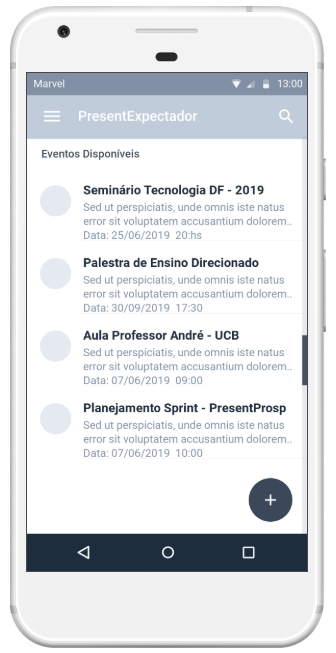 Marvel 13:00
PresentExpectador
Eventos Disponíveis
Seminário Tecnologia DF - 2019
Sed ut perspiciatis, unde omnis iste natus
error sit voluptatem accusantium dolorem..
Data: 25/06/2019 20:hs
Palestra de Ensino Direcionado
Sed ut perspiciatis, unde omnis iste natus
error sit voluptatem accusantium dolorem..
Data: 30/09/2019 17:30
Aula Professor André - UCB
Sed ut perspiciatis, unde omnis iste natus
error sit voluptatem accusantium dolorem..
Data: 07/06/2019 09:00
Planejamento Sprint - PresentProsp
Sed ut perspiciatis, unde omnis iste natus
error sit voluptatem accusantium dolorem..
Data: 07/06/2019 10:00
+